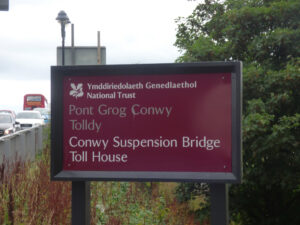 Ymddiriedolaeth Genedlaethol
National Trust
Pont Grog Conwy
Tolldy
Conwy Suspension Bridge
Toll House